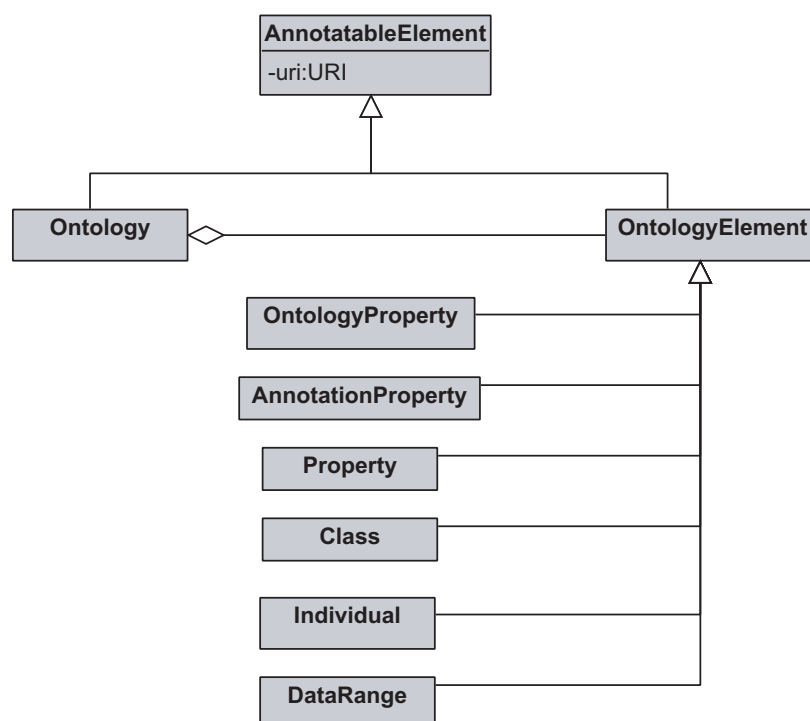 AnnotatableElement
-uri:URI
Ontology
OntologyElement
OntologyProperty
AnnotationProperty
Property
Class
Individual
DataRange